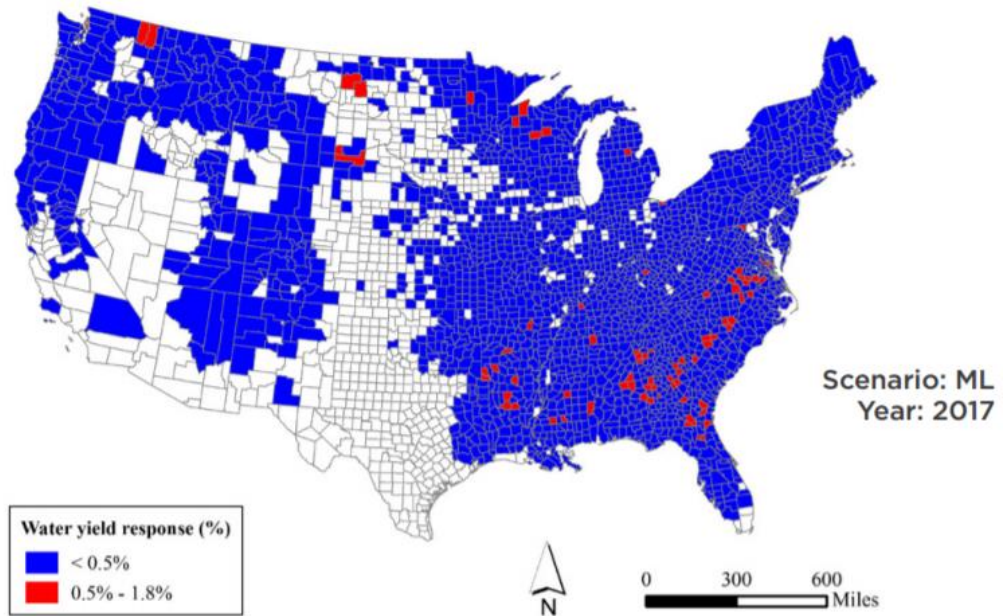 Scenario: ML
Year: 2017
Water yield response (%)
< 0.5%
0.5% - 1.8%
N
0 300 600
Miles